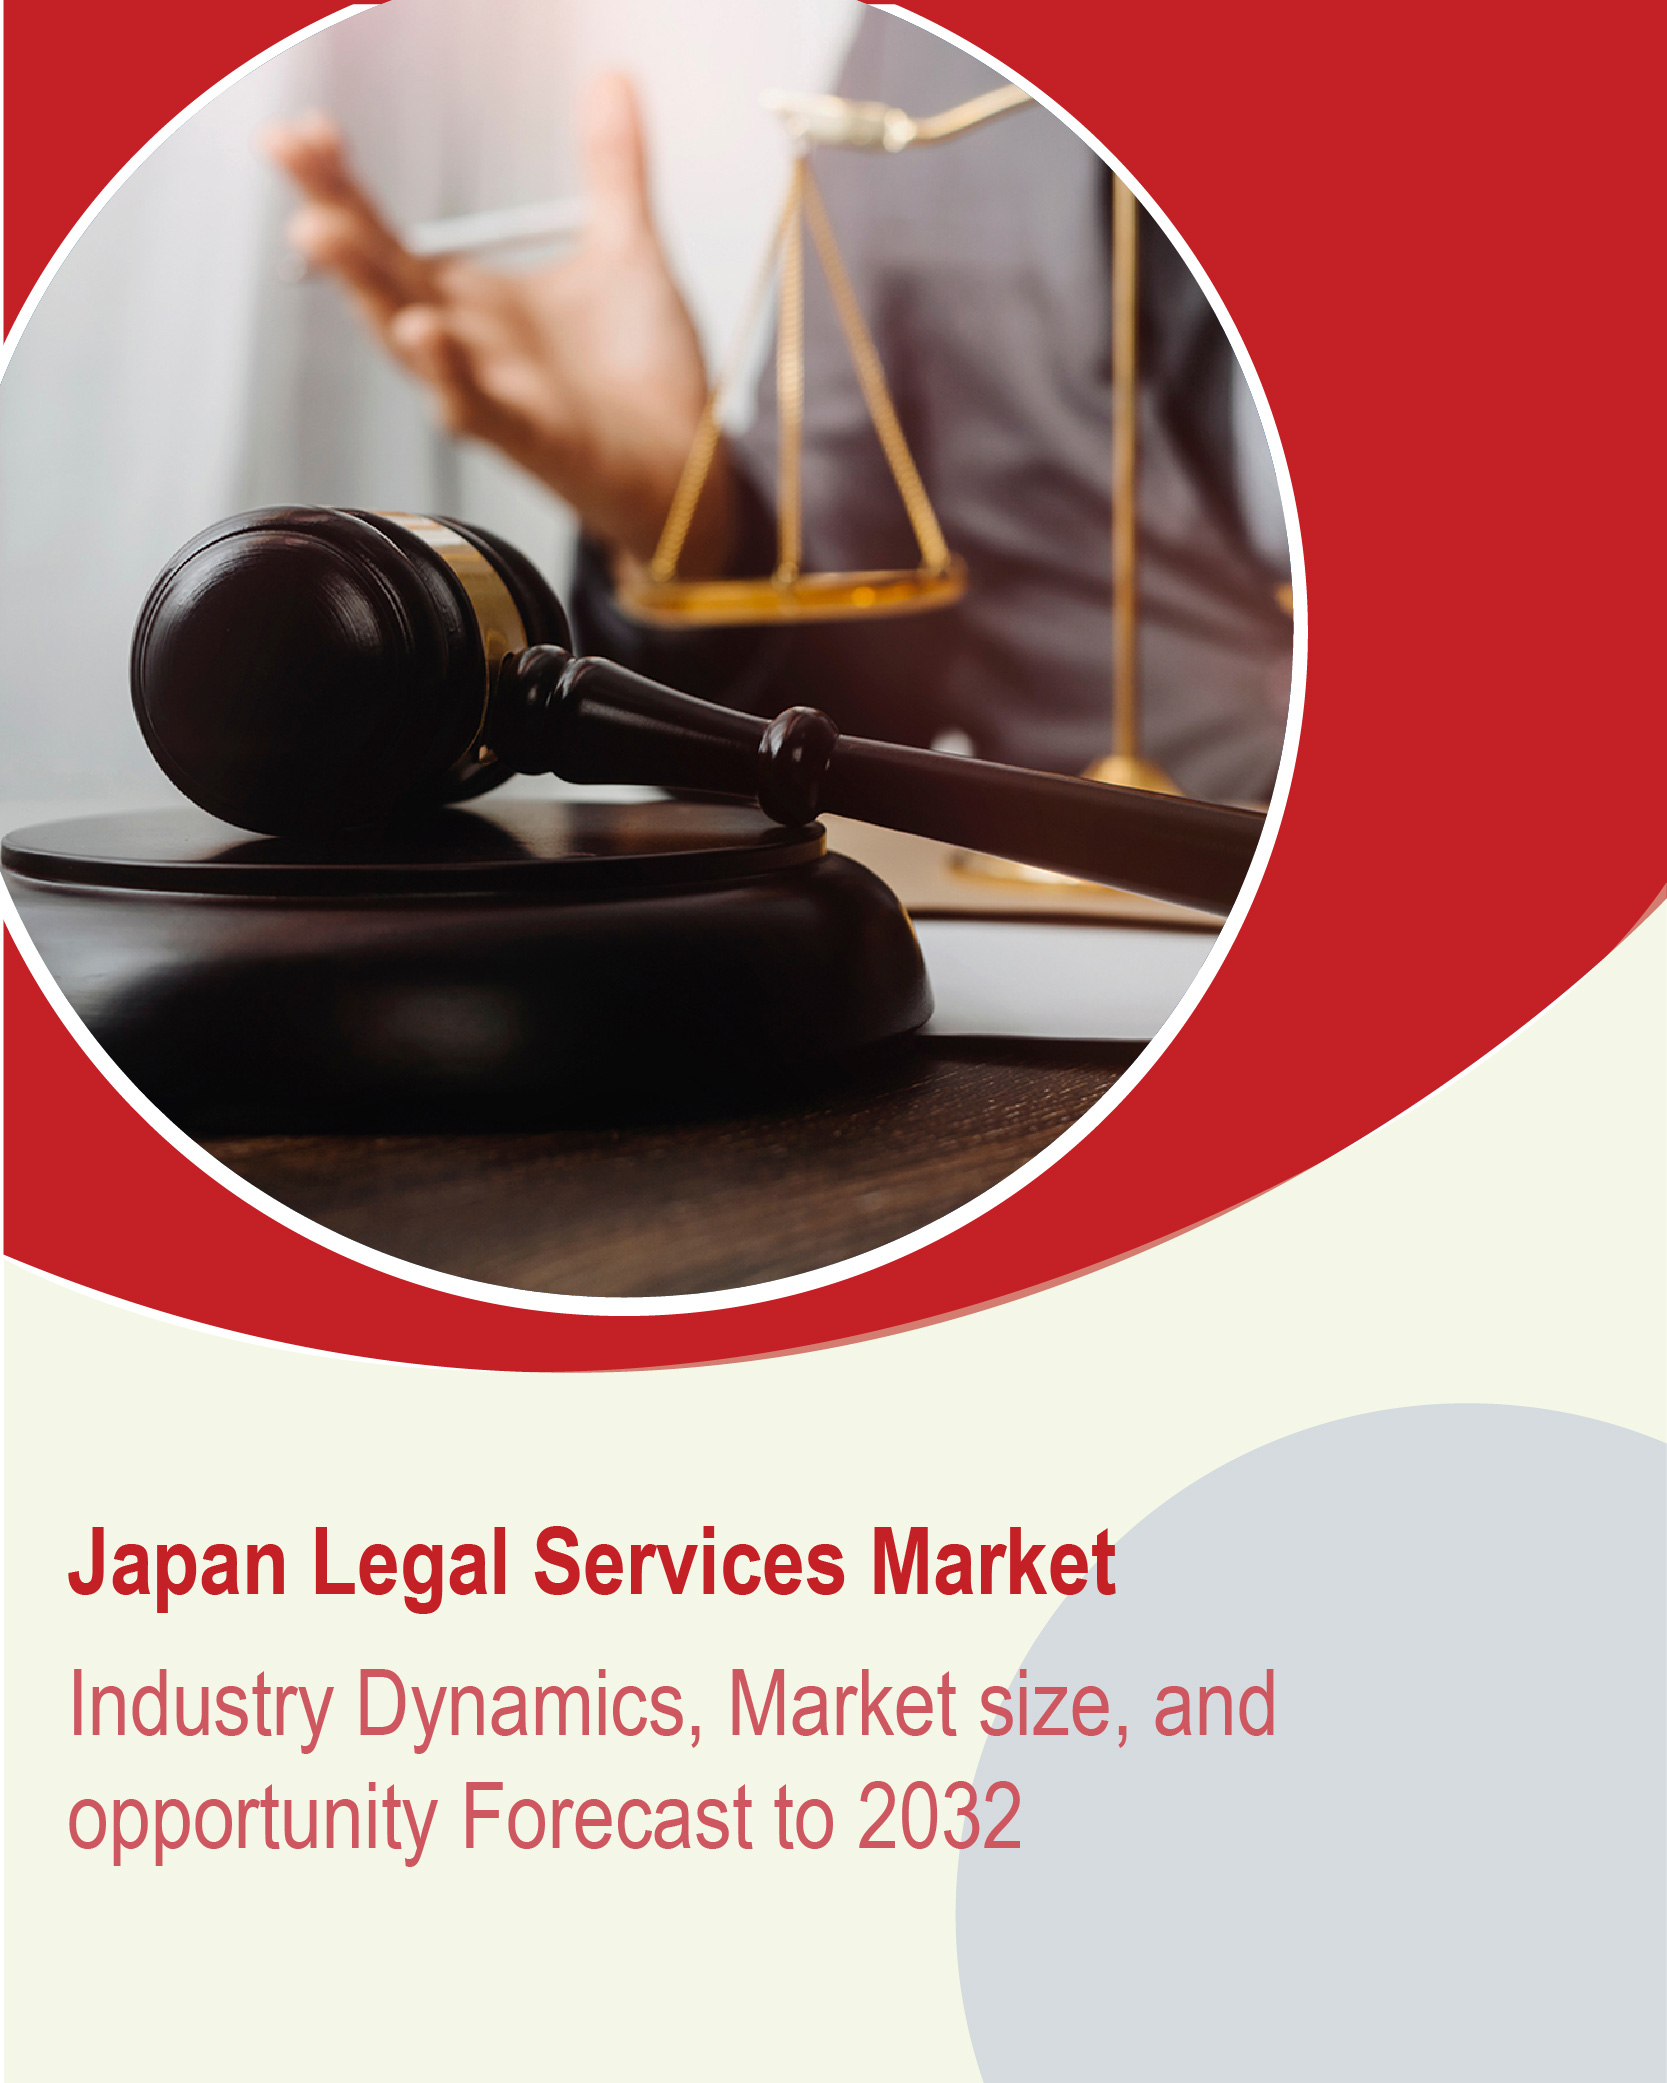 Japan Legal Services Market
Industry Dynamics, Market size, and
opportunity Forecast to 2032